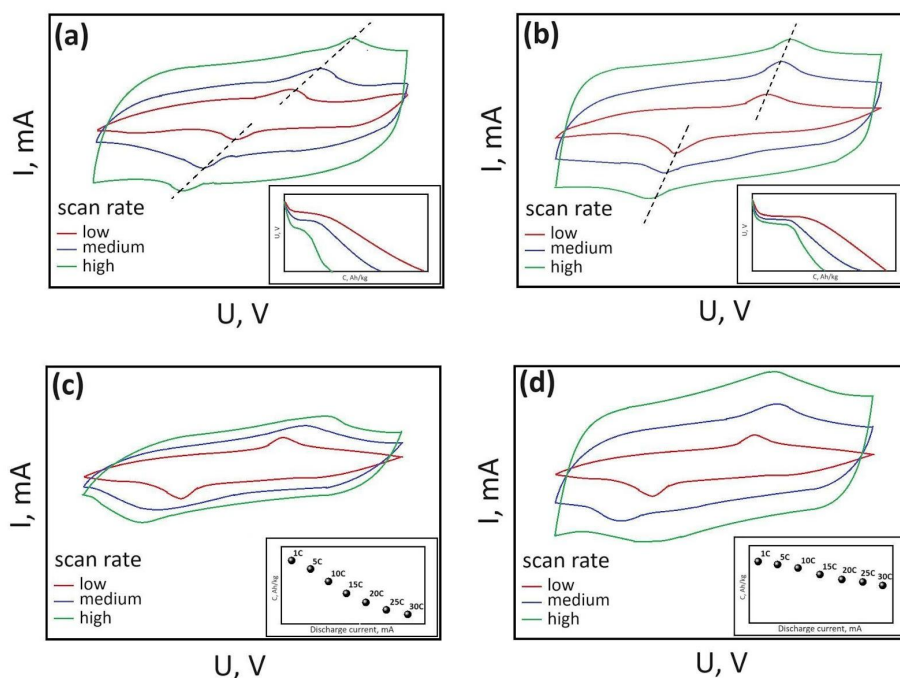 (a)
I, mA
scan rate
low
medium
high
U, V
C, Ah/kg
U, V
(b)
I, mA
scan rate
low
medium
high
U, V
C, Ah/kg
U, V
(c)
I, mA
scan rate
low
medium
high
C, Ah/kg
1C
5C
10C
15C
20C
25C
30C
Discharge current, mA
U, V
(d)
I, mA
scan rate
low
medium
high
C, Ah/kg
1C
5C
10C
15C
20C
25C
30C
Discharge current, mA
U, V